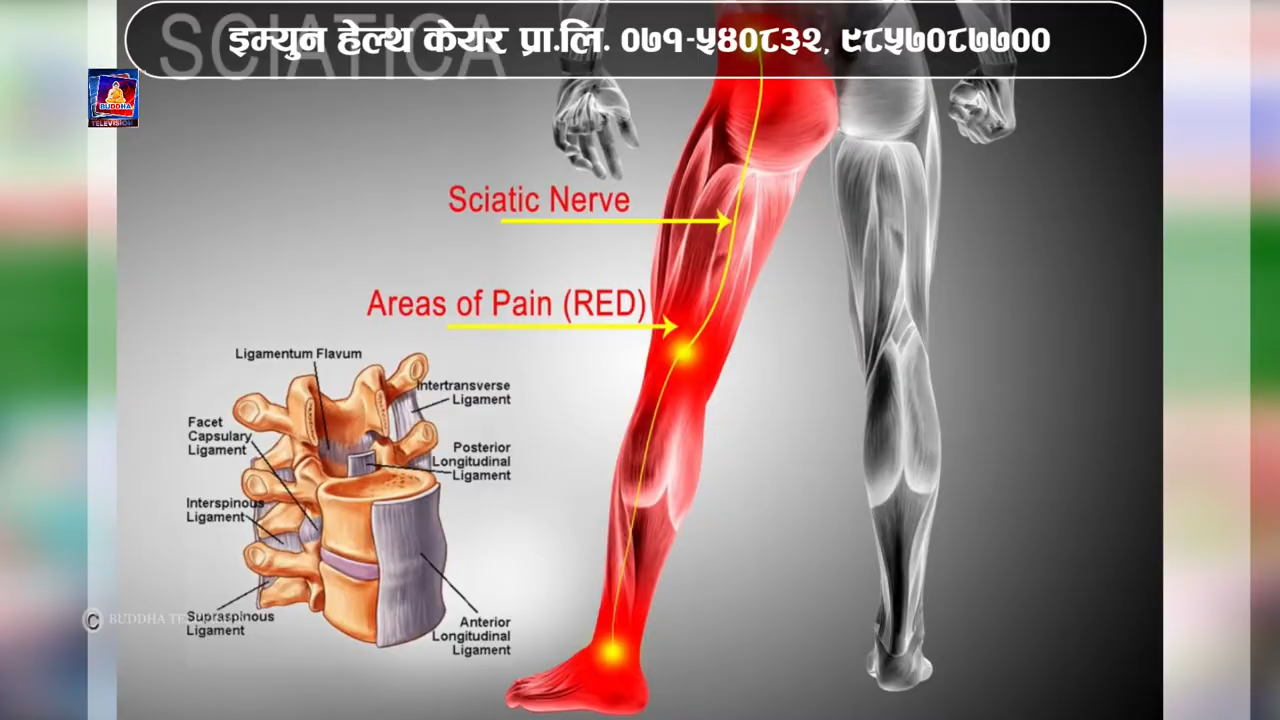 SCIATICA
इम्युन हेल्थ केयर प्रा.लि. ०७१-५४०८३२, ९८५७०८७७००
BUDDHA
TELEVISION
Sciatic Nerve
Areas of Pain (RED)
Ligamentum Flavum
Intertransverse
Ligament
Facet
Capsulary
Ligament
Posterior
Longitudinal
Ligament
Interspinous
Ligament
Supraspinous
Ligament
Anterior
Longitudinal
Ligament
© BUDDHA